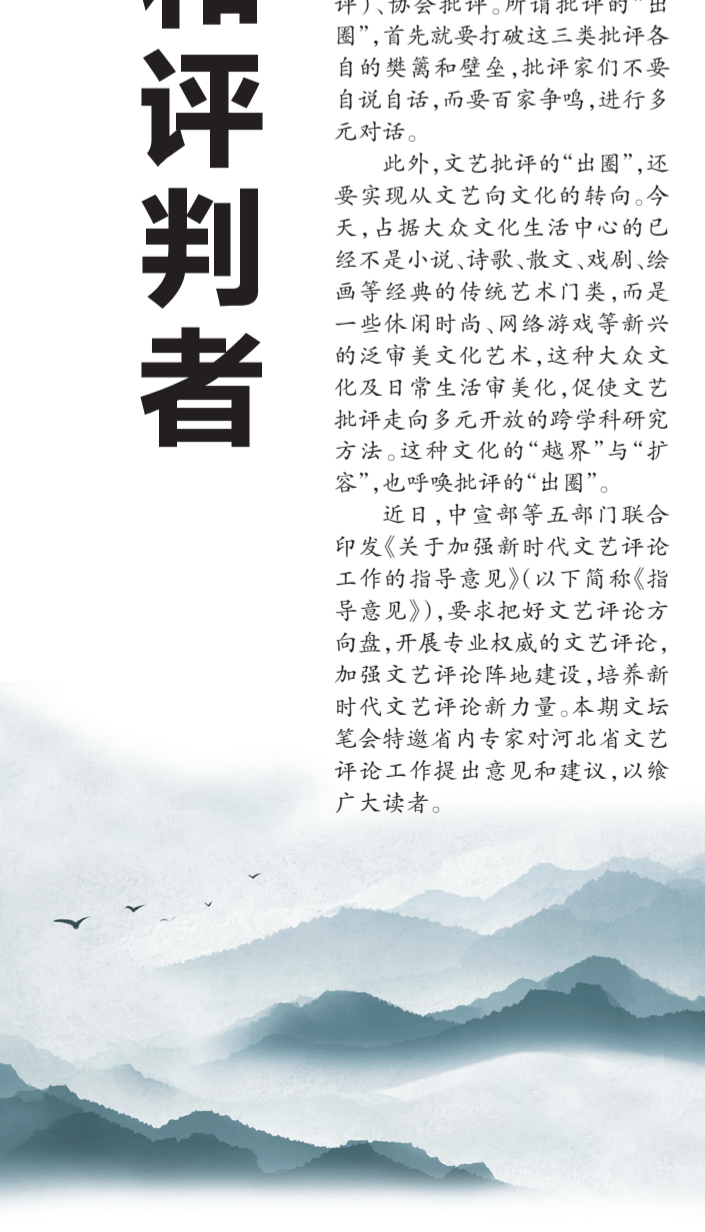 和
评
判
者
评)、协会批评。所谓批评的“出
圈”,首先就要打破这三类批评各
自的樊篱和壁垒,批评家们不要
自说自话,而要百家争鸣,进行多
元对话。
此外,文艺批评的“出圈”,还
要实现从文艺向文化的转向。今
天,占据大众文化生活中心的已
经不是小说、诗歌、散文、戏剧、绘
画等经典的传统艺术门类,而是
一些休闲时尚、网络游戏等新兴
的泛审美文化艺术,这种大众文
化及日常生活审美化,促使文艺
批评走向多元开放的跨学科研究
方法。这种文化的“越界”与“扩
容”,也呼唤批评的“出圈”。
近日,中宣部等五部门联合
印发《关于加强新时代文艺评论
工作的指导意见》(以下简称《指
导意见》),要求把好文艺评论方
向盘,开展专业权威的文艺评论,
加强文艺评论阵地建设,培养新
时代文艺评论新力量。本期文坛
笔会特邀省内专家对河北省文艺
评论工作提出意见和建议,以飨
广大读者。